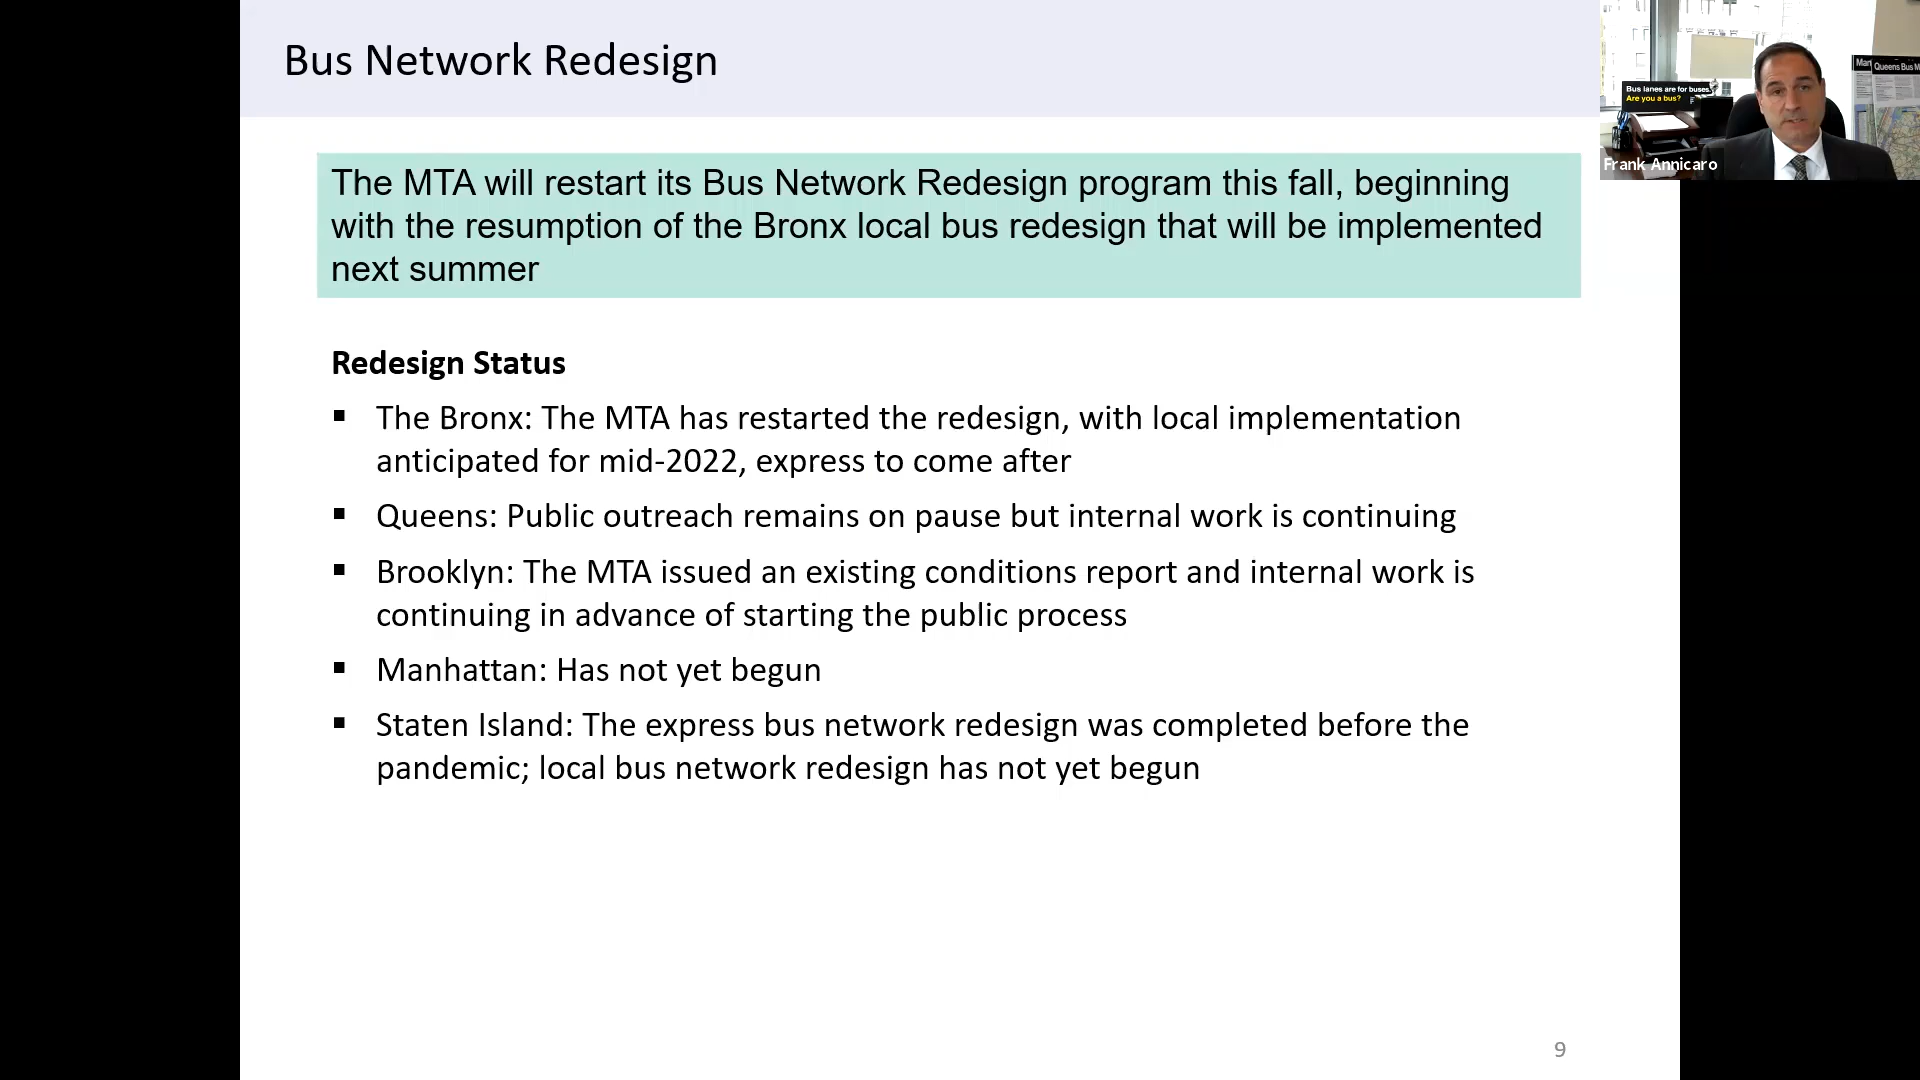 Bus Network Redesign
Queens Bus M
Bus lanes are for buses.
Are you a bus?
Frank Annicaro
The MTA will restart its Bus Network Redesign program this fall, beginning
with the resumption of the Bronx local bus redesign that will be implemented
next summer
Redesign Status
▪ The Bronx: The MTA has restarted the redesign, with local implementation
anticipated for mid-2022, express to come after
▪ Queens: Public outreach remains on pause but internal work is continuing
▪ Brooklyn: The MTA issued an existing conditions report and internal work is
continuing in advance of starting the public process
▪ Manhattan: Has not yet begun
▪ Staten Island: The express bus network redesign was completed before the
pandemic; local bus network redesign has not yet begun
9